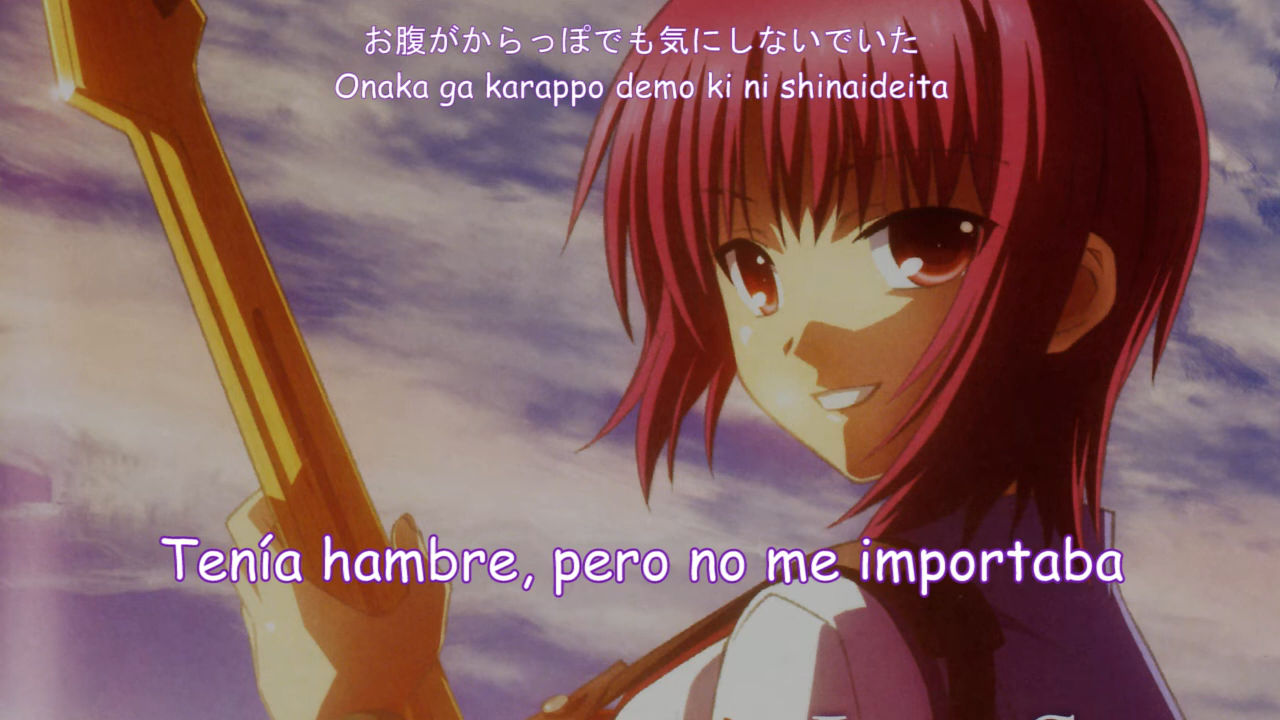 お腹がからっぽでも気にしないでいた
Onaka ga karappo demo ki ni shinaideita
Tenía hambre, pero no me importaba